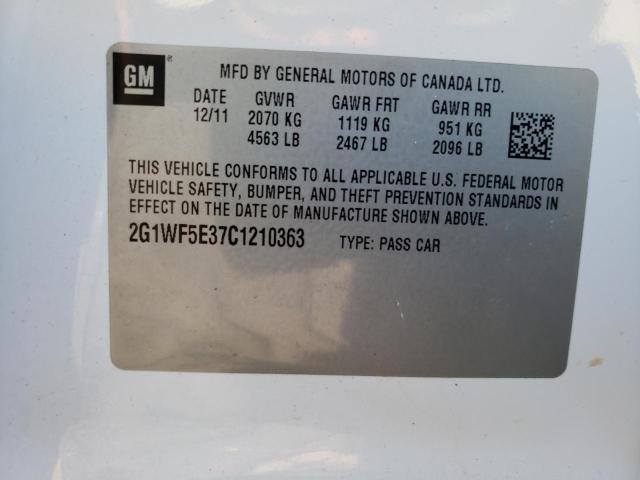 GM ®
MFD BY GENERAL MOTORS OF CANADA LTD.
DATE GVWR GAWR FRT GAWR RR
12/11 2070 KG 1119 KG 951 KG
4563 LB 2467 LB 2096 LB
THIS VEHICLE CONFORMS TO ALL APPLICABLE U.S. FEDERAL MOTOR
VEHICLE SAFETY, BUMPER, AND THEFT PREVENTION STANDARDS IN
EFFECT ON THE DATE OF MANUFACTURE SHOWN ABOVE.
2G1WF5E37C1210363 TYPE: PASS CAR